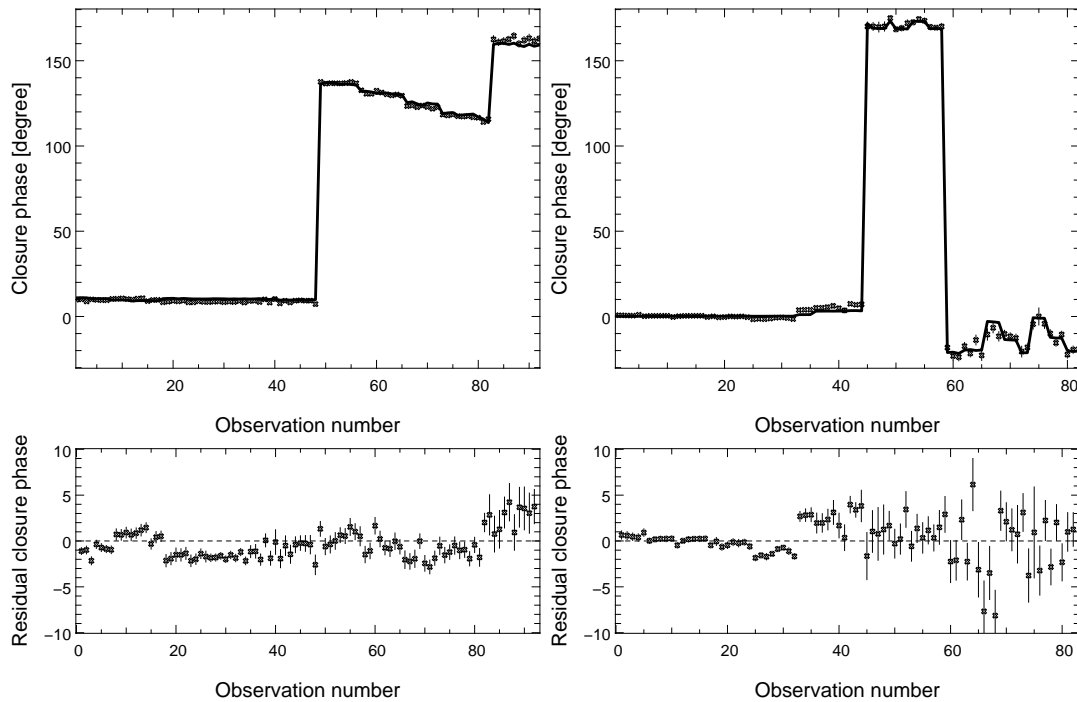 150
100
50
0
Closure phase [degree]
20 40 60 80
Observation number
150
100
50
0
Closure phase [degree]
0 20 40 60 80
Observation number
10
5
0
−5
−10
Residual closure phase
0 20 40 60 80
Observation number
10
5
0
−5
−10
Residual closure phase
0 20 40 60 80
Observation number